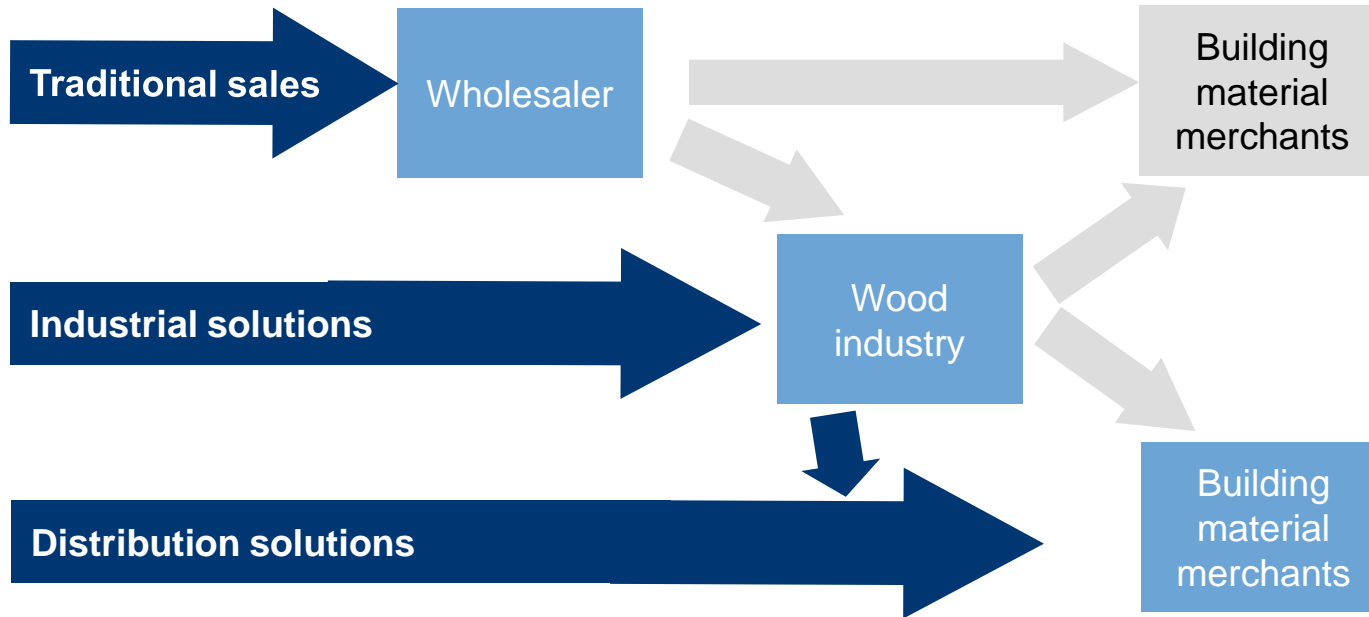 Traditional sales
Wholesaler
Building
material
merchants
Industrial solutions
Wood
industry
Distribution solutions
Building
material
merchants